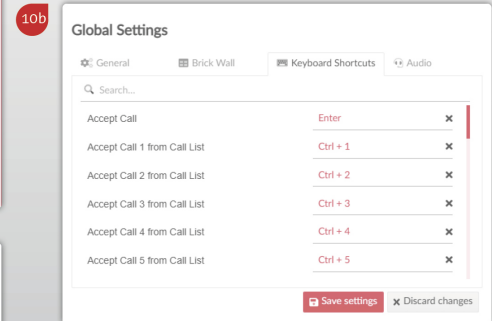 10b
Global Settings
General Brick Wall Keyboard Shortcuts Audio
Search...
Accept Call Enter
Accept Call 1 from Call List Ctrl + 1
Accept Call 2 from Call List Ctrl + 2
Accept Call 3 from Call List Ctrl + 3
Accept Call 4 from Call List Ctrl + 4
Accept Call 5 from Call List Ctrl + 5
Save settings Discard changes